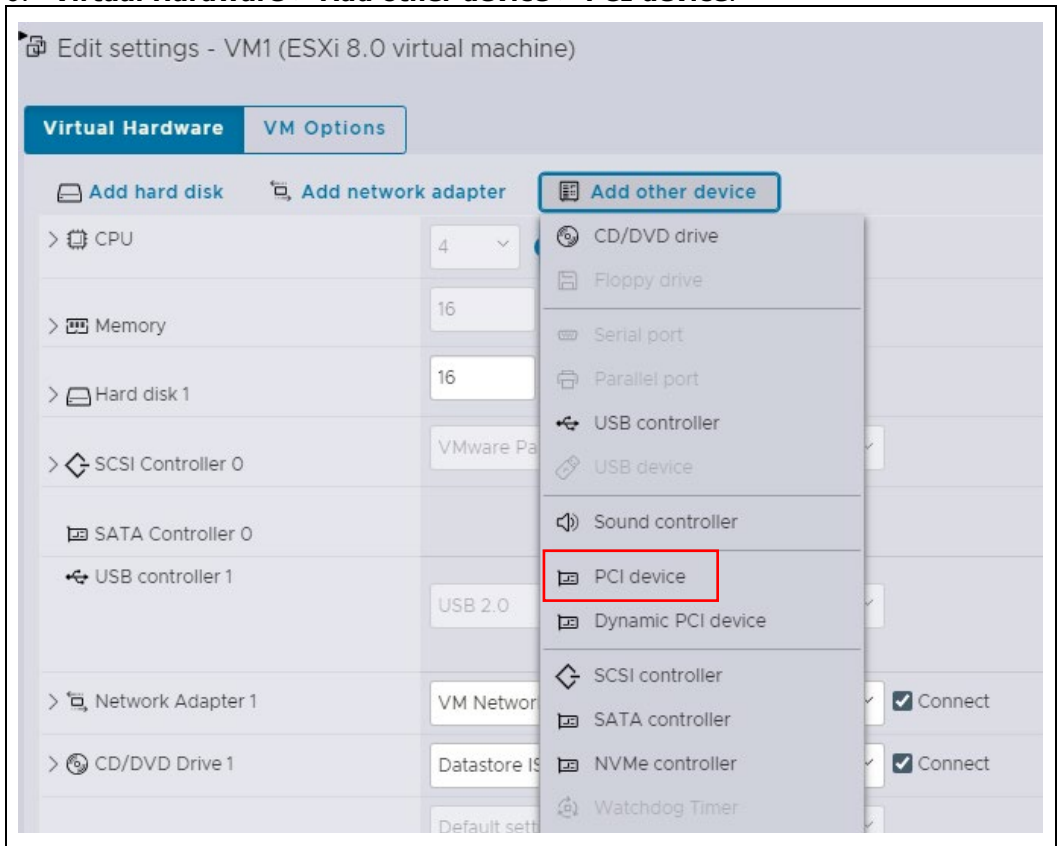 Edit settings - VM1 (ESXi 8.0 virtual machine)
Virtual Hardware VM Options
Add hard disk Add network adapter Add other device
CPU 4
Memory 16
Hard disk 1 16
SCSI Controller 0 VMware Pa
SATA Controller 0
USB controller 1 USB 2.0
Network Adapter 1 VM Networ Connect
CD/DVD Drive 1 Datastore IS Connect
Default sett
CD/DVD drive
Floppy drive
Serial port
Parallel port
USB controller
USB device
Sound controller
PCI device
Dynamic PCI device
SCSI controller
SATA controller
NVMe controller
Watchdog Timer